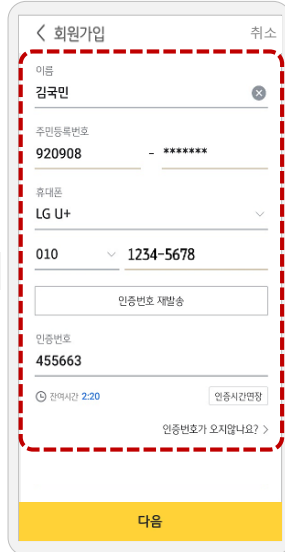 < 회원가입 취소
이름
김국민
주민등록번호
920908 - *******
휴대폰
LG U+
010 1234-5678
인증번호 재발송
인증번호
455663
잔여시간 2:20 인증시간연장
인증번호가 오지않나요? >
다음